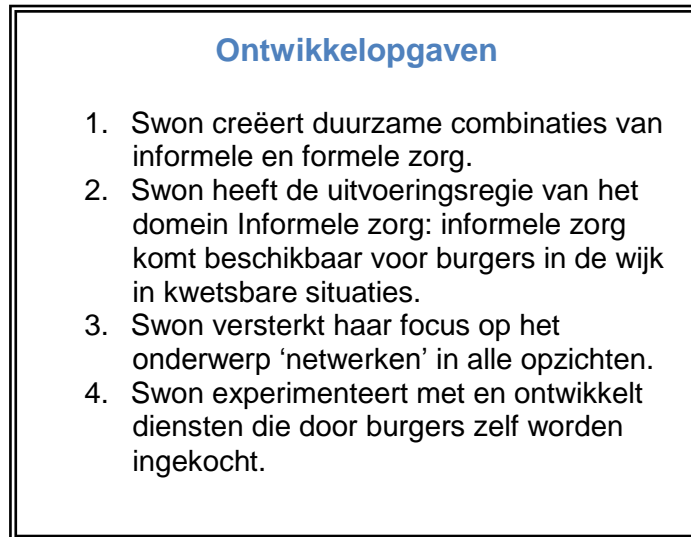 Ontwikkelopgaven
1. Swon creëert duurzame combinaties van
informele en formele zorg.
2. Swon heeft de uitvoeringsregie van het
domein Informele zorg: informele zorg
komt beschikbaar voor burgers in de wijk
in kwetsbare situaties.
3. Swon versterkt haar focus op het
onderwerp ‘netwerken’ in alle opzichten.
4. Swon experimenteert met en ontwikkelt
diensten die door burgers zelf worden
ingekocht.